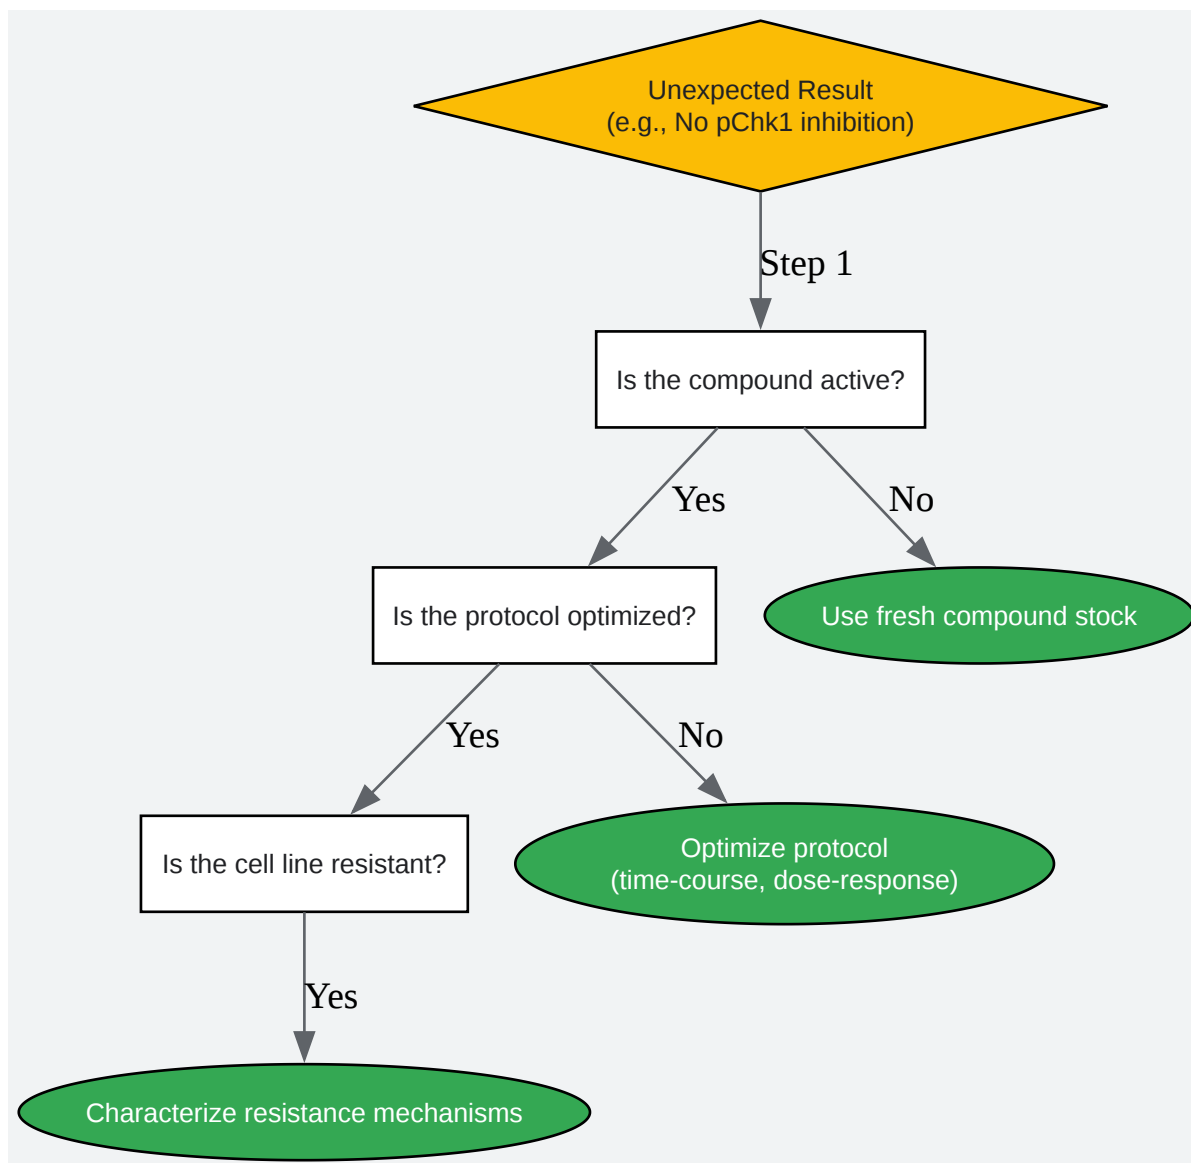 Unexpected Result
(e.g., No pChk1 inhibition)
Step 1
Is the compound active?
Yes
No
Is the protocol optimized?
Use fresh compound stock
Yes
No
Is the cell line resistant?
Optimize protocol
(time-course, dose-response)
Yes
Characterize resistance mechanisms